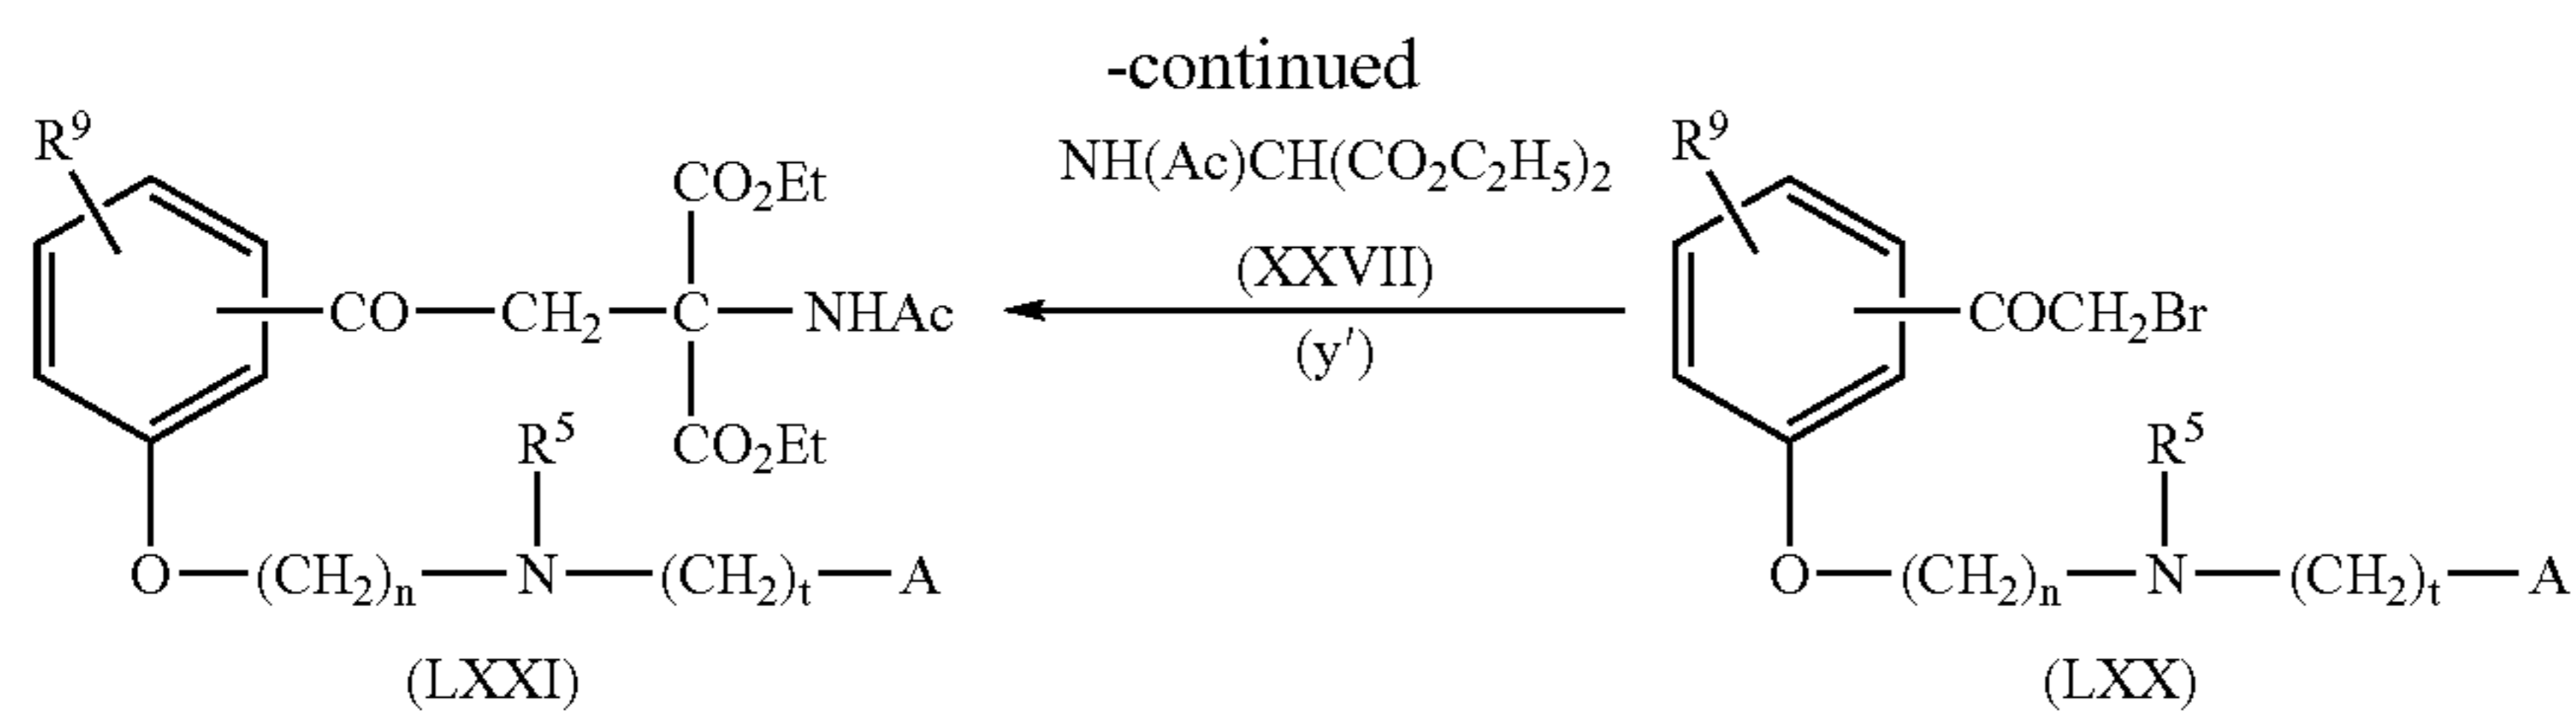 -continued
R⁹
CO₂Et
NH(Ac)CH(CO₂C₂H₅)₂
R⁹
(XXVII)
CO—CH₂—C—NHAc
COCH₂Br
(y′)
CO₂Et
R⁵
R⁵
O—(CH₂)ₙ—N—(CH₂)ₜ—A
O—(CH₂)ₙ—N—(CH₂)ₜ—A
(LXXI)
(LXX)